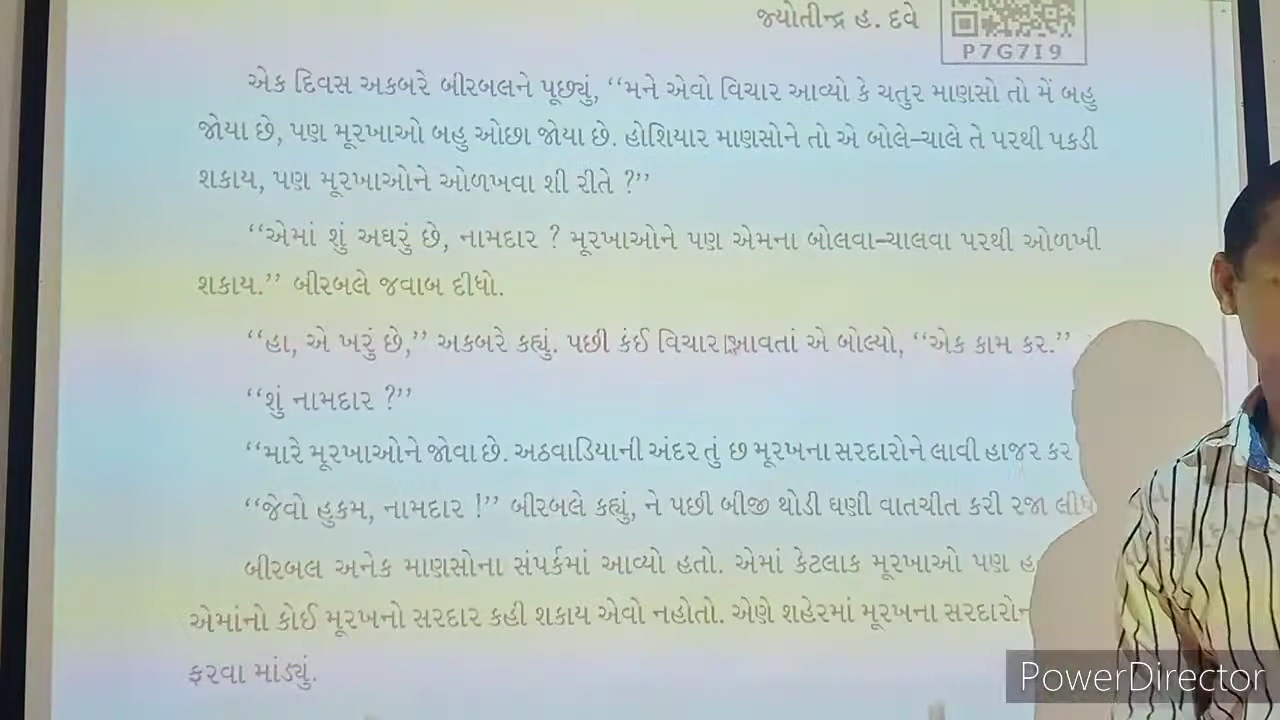 જ્યોતીન્દ્ર હ. દવે
P7G7I9
એક દિવસ અકબરે બીરબલને પૂછ્યું, “મને એવો વિચાર આવ્યો કે ચતુર માણસો તો મેં બહુ
જોયા છે, પણ મૂરખાઓ બહુ ઓછા જોયા છે. હોશિયાર માણસોને તો એ બોલે-ચાલે તે પરથી પકડી
શકાય, પણ મૂરખાઓને ઓળખવા શી રીતે ?”
“એમાં શું અઘરું છે, નામદાર ? મૂરખાઓને પણ એમના બોલવા-ચાલવા પરથી ઓળખી
શકાય.” બીરબલે જવાબ દીધો.
“હા, એ ખરું છે,” અકબરે કહ્યું. પછી કંઈ વિચાર આવતાં એ બોલ્યો, “એક કામ કર.”
“શું નામદાર ?”
“મારે મૂરખાઓને જોવા છે. અઠવાડિયાની અંદર તું છ મૂરખના સરદારોને લાવી હાજર કર
“જેવો હુકમ, નામદાર !” બીરબલે કહ્યું, ને પછી બીજી થોડી ઘણી વાતચીત કરી રજા
બીરબલ અનેક માણસોના સંપર્કમાં આવ્યો હતો. એમાં કેટલાક મૂરખાઓ પણ
એમાંનો કોઈ મૂરખનો સરદાર કહી શકાય એવો નહોતો. એણે શહેરમાં મૂરખના
ફરવા માંડ્યું.
PowerDirector